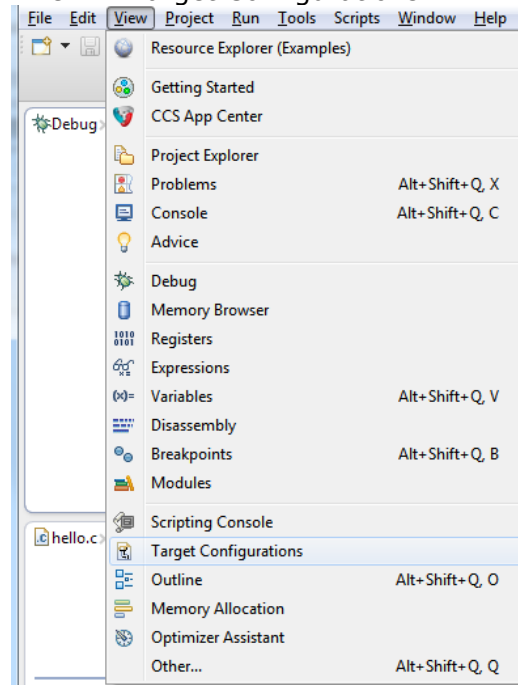 File Edit View Project Run Tools Scripts Window Help
Resource Explorer (Examples)
Getting Started
CCS App Center
Debug
Project Explorer
Problems Alt+Shift+Q, X
Console Alt+Shift+Q, C
Advice
Debug
Memory Browser
Registers
Expressions
(x)= Variables Alt+Shift+Q, V
Disassembly
Breakpoints Alt+Shift+Q, B
Modules
Scripting Console
hello.c
Target Configurations
Outline Alt+Shift+Q, O
Memory Allocation
Optimizer Assistant
Other... Alt+Shift+Q, Q